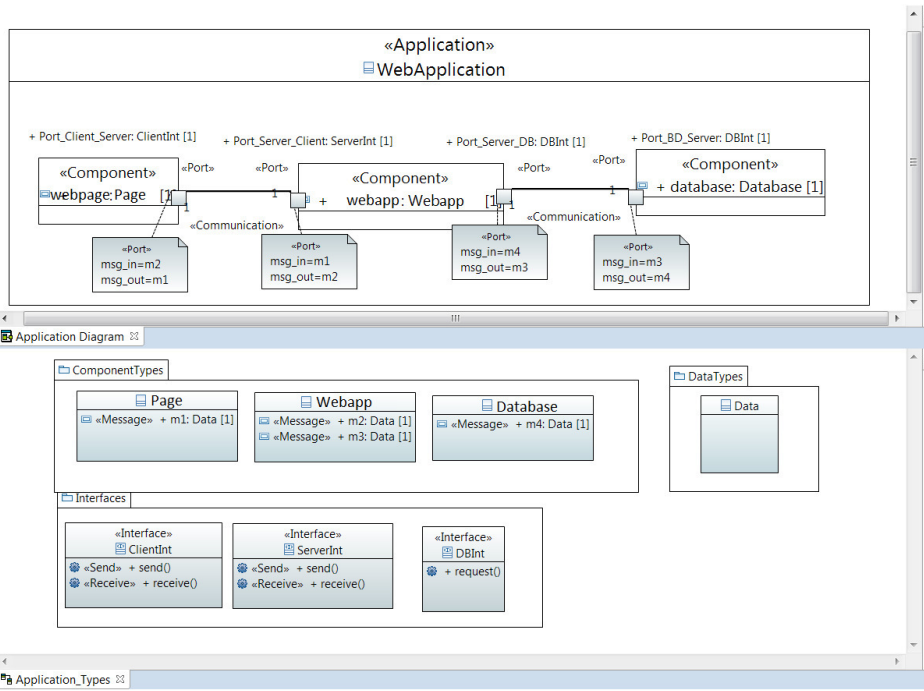 «Application»
WebApplication
+ Port_Client_Server: ClientInt [1]
+ Port_Server_Client: ServerInt [1]
+ Port_Server_DB: DBInt [1]
+ Port_BD_Server: DBInt [1]
«Component»
webpage: Page [1]
«Port»
«Port»
«Component»
+ webapp: Webapp [1]
«Port»
«Port»
«Component»
+ database: Database [1]
1
1
1
1
«Communication»
«Communication»
«Port»
msg_in=m2
msg_out=m1
«Port»
msg_in=m1
msg_out=m2
«Port»
msg_in=m4
msg_out=m3
«Port»
msg_in=m3
msg_out=m4
Application Diagram
ComponentTypes
Page
«Message» + m1: Data [1]
Webapp
«Message» + m2: Data [1]
«Message» + m3: Data [1]
Database
«Message» + m4: Data [1]
DataTypes
Data
Interfaces
«Interface»
ClientInt
«Send» + send()
«Receive» + receive()
«Interface»
ServerInt
«Send» + send()
«Receive» + receive()
«Interface»
DBInt
+ request()
Application_Types